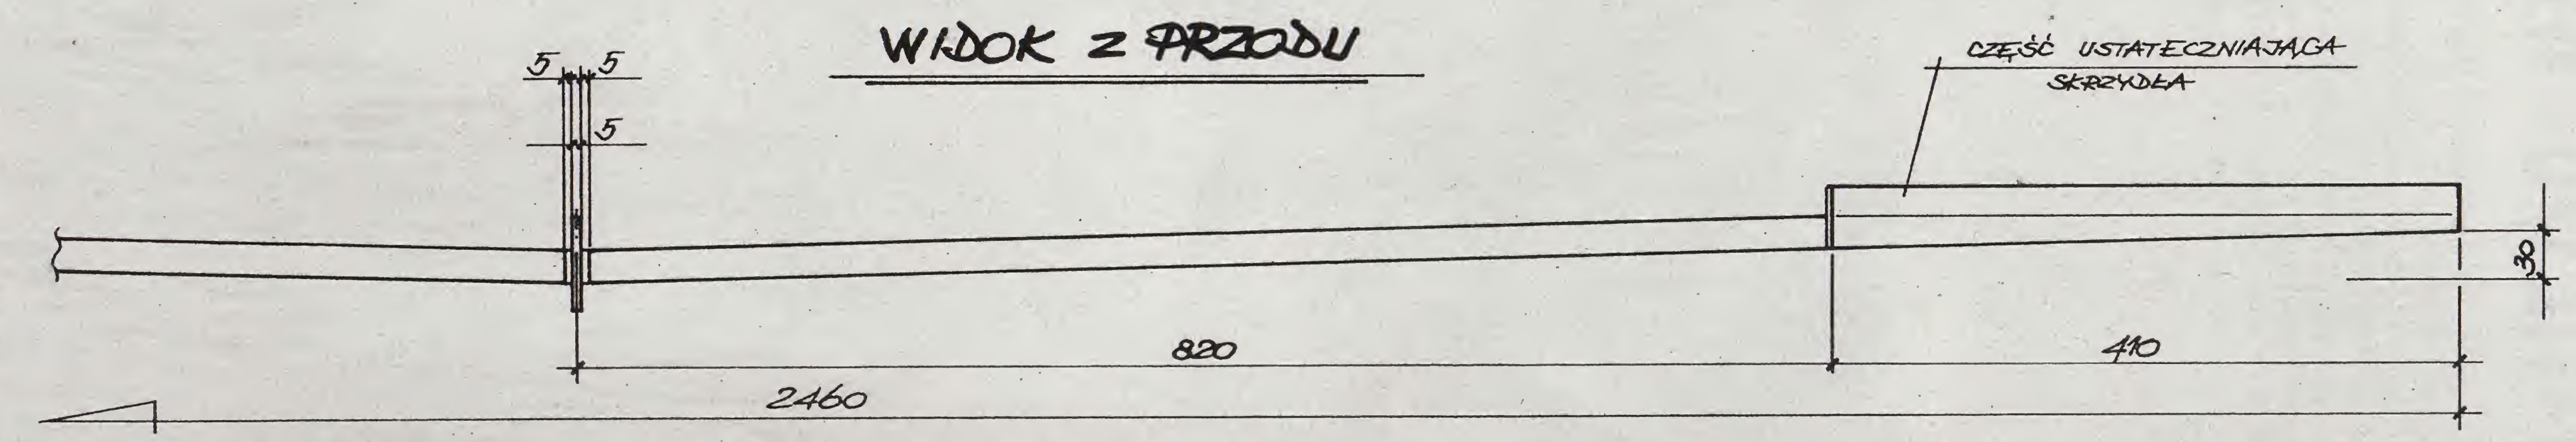 WIDOK Z PRZODU
5 5
5
CZĘŚĆ USTATECZNIAJĄCA
SKRZYDŁA
30
820
410
2460